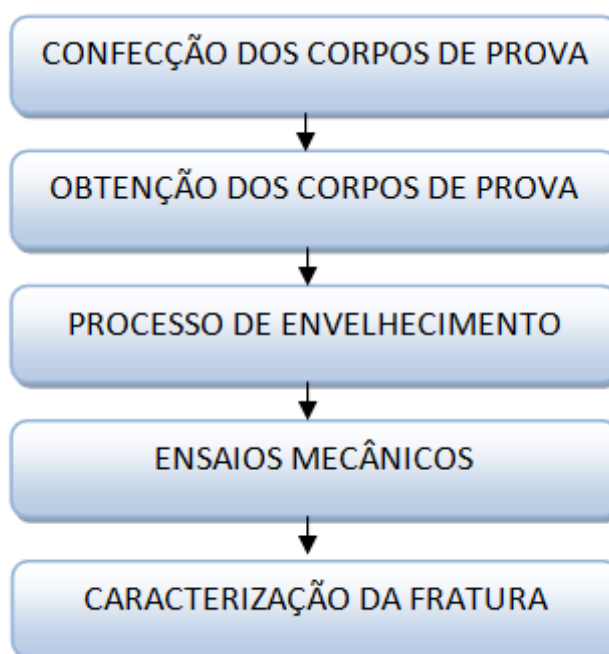 CONFECÇÃO DOS CORPOS DE PROVA
OBTENÇÃO DOS CORPOS DE PROVA
PROCESSO DE ENVELHECIMENTO
ENSAIOS MECÂNICOS
CARACTERIZAÇÃO DA FRATURA